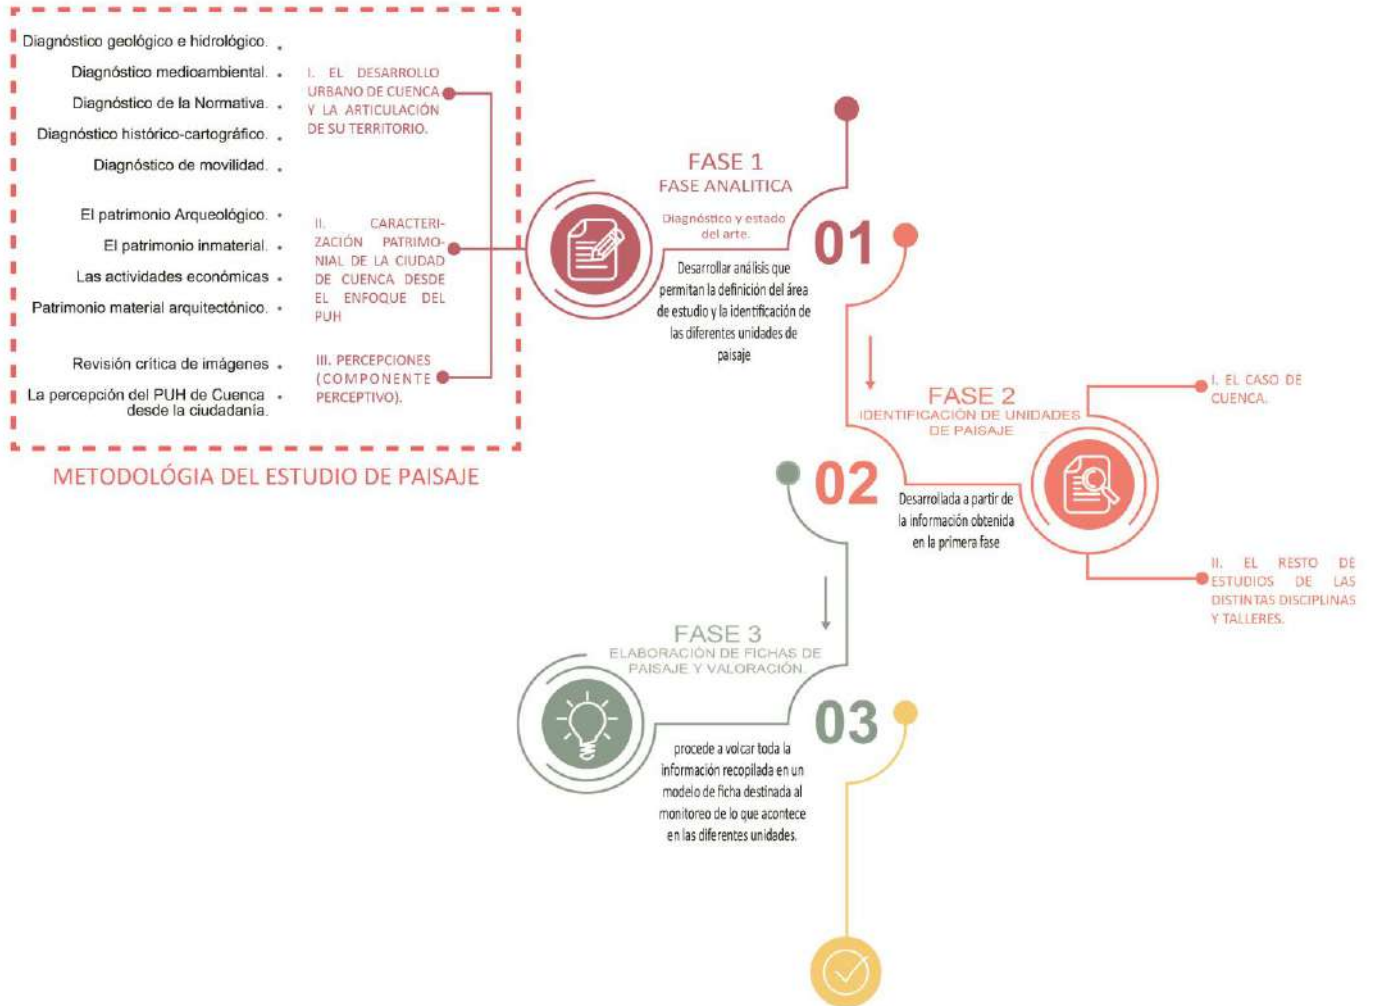 Diagnóstico geológico e hidrológico.
Diagnóstico medioambiental.
Diagnóstico de la Normativa.
Diagnóstico histórico-cartográfico.
Diagnóstico de movilidad.
I. EL DESARROLLO
URBANO DE CUENCA
Y LA ARTICULACIÓN
DE SU TERRITORIO.
El patrimonio Arqueológico.
El patrimonio inmaterial.
Las actividades económicas
Patrimonio material arquitectónico.
II. CARACTERI-
ZACIÓN PATRIMO-
NIAL DE LA CIUDAD
DE CUENCA DESDE
EL ENFOQUE DEL
PUH
Revisión crítica de imágenes
La percepción del PUH de Cuenca
desde la ciudadanía.
III. PERCEPCIONES
(COMPONENTE
PERCEPTIVO).
METODOLÓGIA DEL ESTUDIO DE PAISAJE
FASE 1
FASE ANALITICA
Diagnóstico y estado
del arte.
01
Desarrollar análisis que
permitan la definición del área
de estudio y la identificación de
las diferentes unidades de
paisaje
FASE 2
IDENTIFICACIÓN DE UNIDADES
DE PAISAJE
02
Desarrollada a partir de
la información obtenida
en la primera fase
I. EL CASO DE
CUENCA.
II. EL RESTO DE
ESTUDIOS DE LAS
DISTINTAS DISCIPLINAS
Y TALLERES.
FASE 3
ELABORACIÓN DE FICHAS DE
PAISAJE Y VALORACIÓN.
03
procede a volcar toda la
información recopilada en un
modelo de ficha destinada al
monitoreo de lo que acontece
en las diferentes unidades.